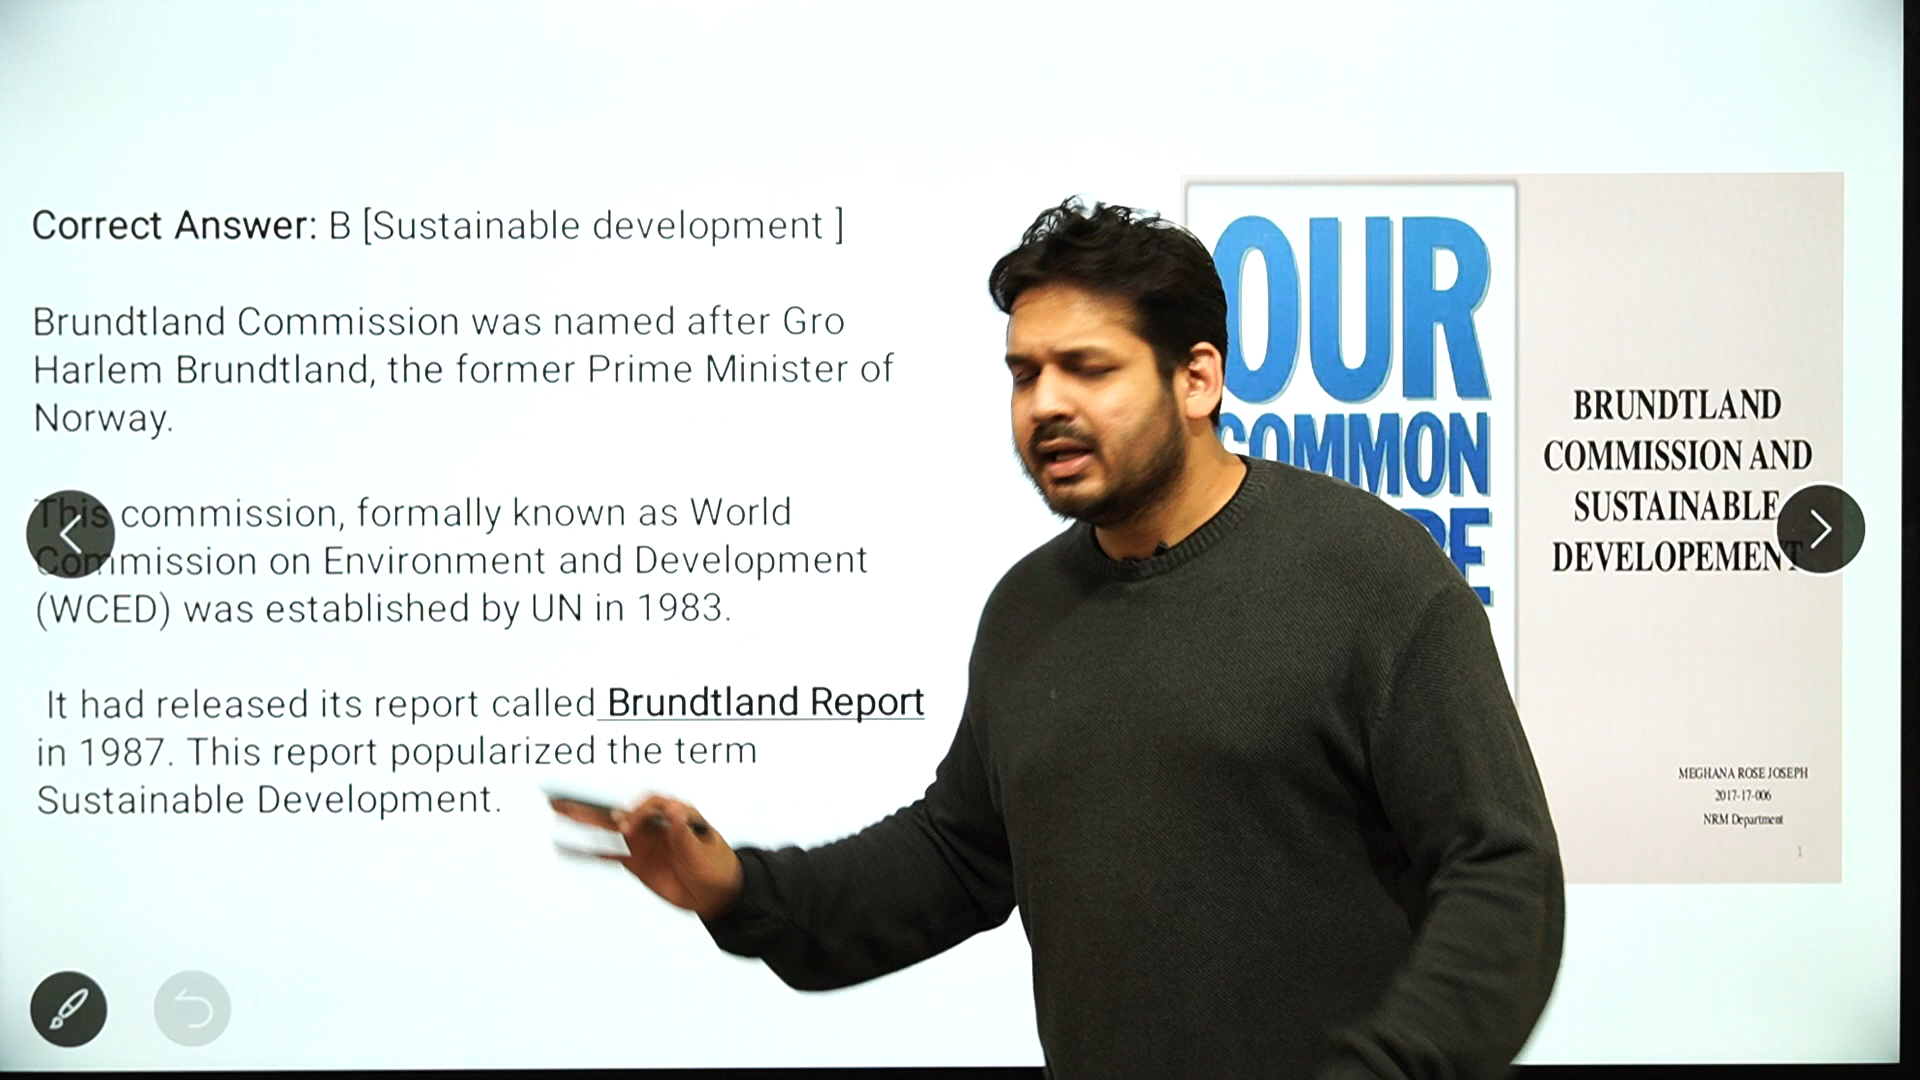 Correct Answer: B [Sustainable development ]
Brundtland Commission was named after Gro
Harlem Brundtland, the former Prime Minister of
Norway.
This commission, formally known as World
Commission on Environment and Development
(WCED) was established by UN in 1983.
It had released its report called Brundtland Report
in 1987. This report popularized the term
Sustainable Development.
OUR
COMMON
BRUNDTLAND
COMMISSION AND
SUSTAINABLE
DEVELOPEMENT
MEGHANA ROSE JOSEPH
2017-17-006
NRM Department
1